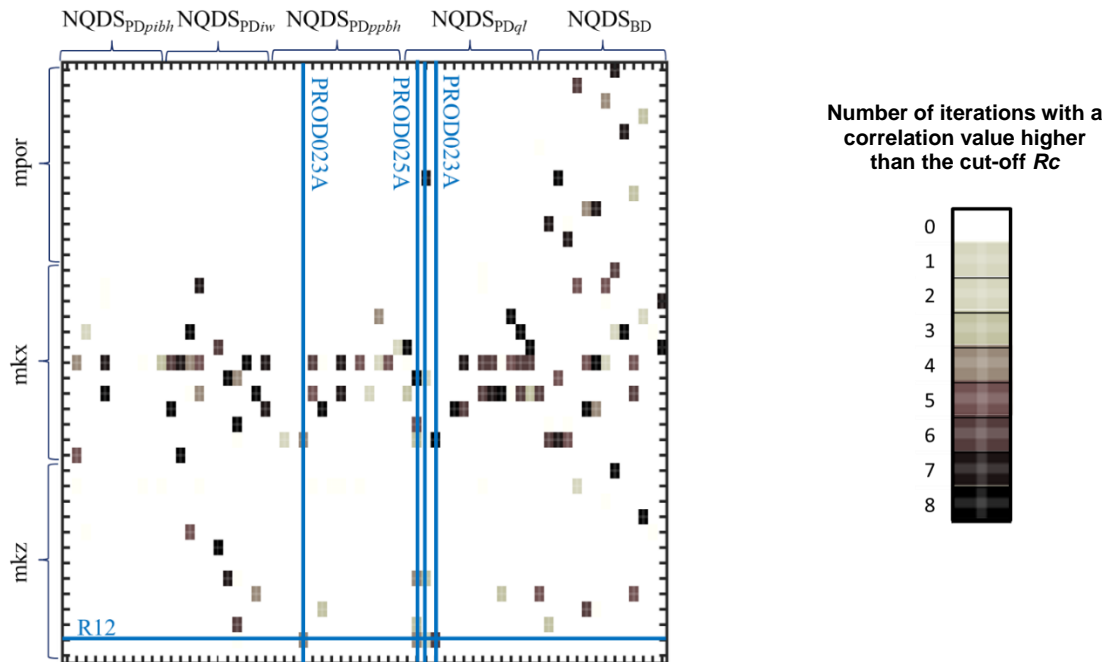 NQDSPDpibh NQDSPDiw NQDSPDppbh NQDSPDql NQDSBD
mpor
mkx
mkz
PROD023A
PROD025A
PROD023A
R12
Number of iterations with a
correlation value higher
than the cut-off Rc
0
1
2
3
4
5
6
7
8